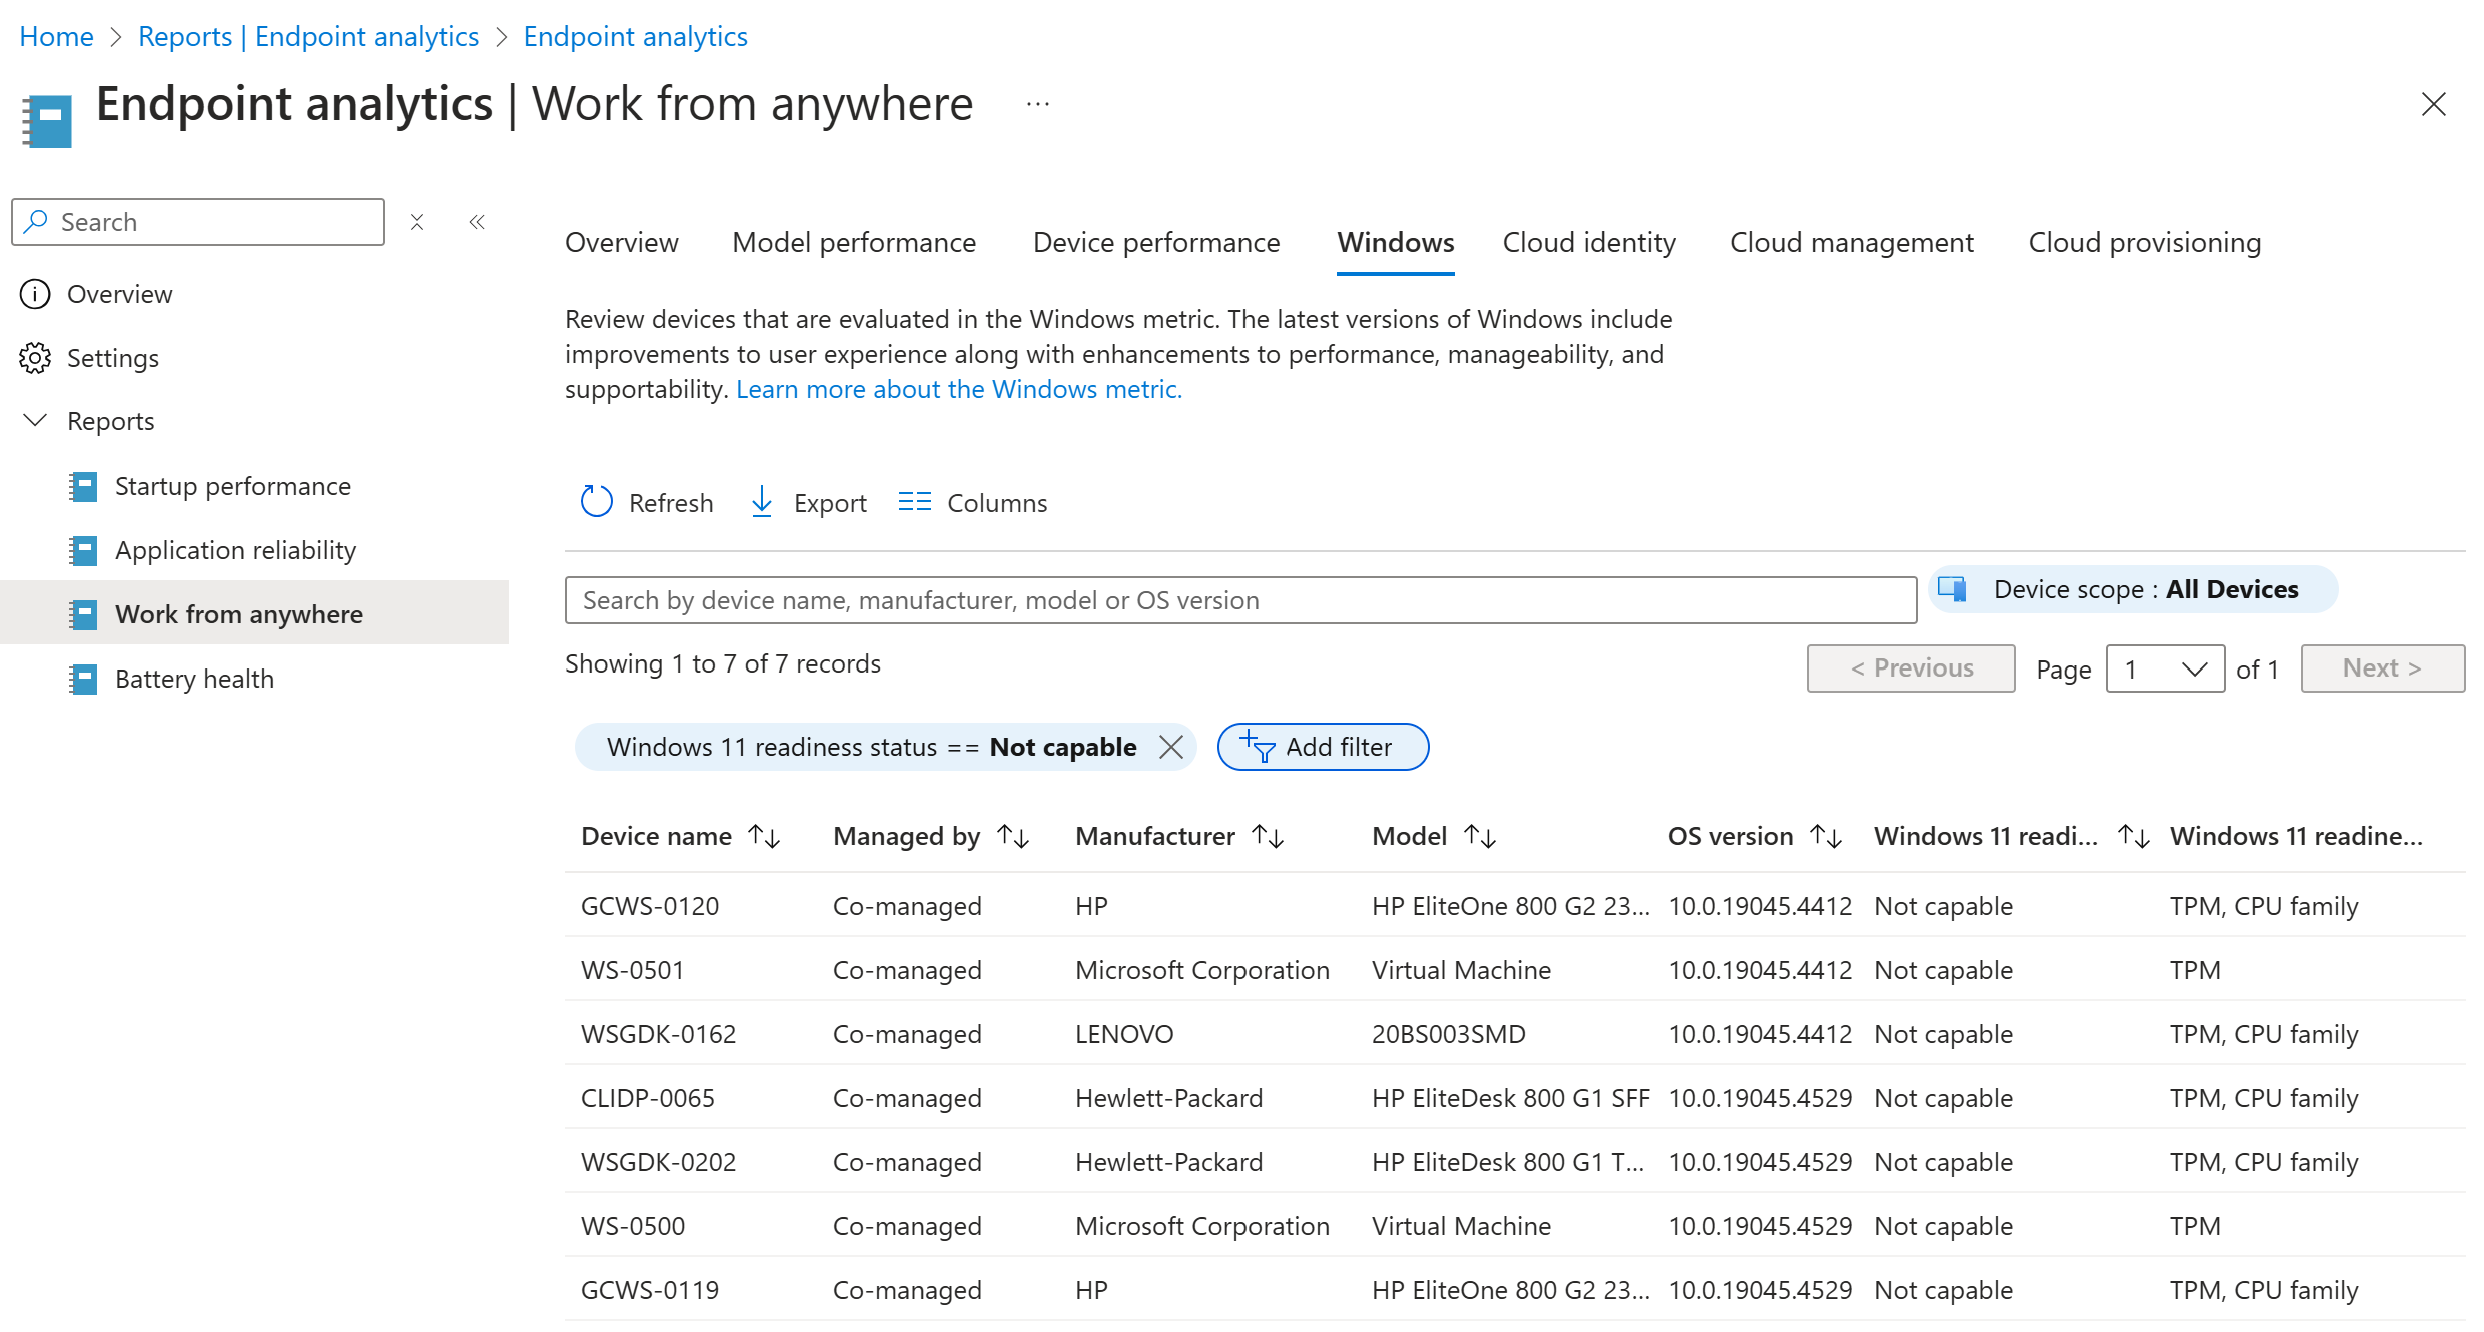 Home > Reports | Endpoint analytics > Endpoint analytics
Endpoint analytics | Work from anywhere ...
Search
Overview
Settings
Reports
Startup performance
Application reliability
Work from anywhere
Battery health
Overview Model performance Device performance Windows Cloud identity Cloud management Cloud provisioning
Review devices that are evaluated in the Windows metric. The latest versions of Windows include
improvements to user experience along with enhancements to performance, manageability, and
supportability. Learn more about the Windows metric.
Refresh Export Columns
Search by device name, manufacturer, model or OS version
Device scope : All Devices
Showing 1 to 7 of 7 records
< Previous Page 1 of 1 Next >
Windows 11 readiness status == Not capable Add filter
Device name Managed by Manufacturer Model OS version Windows 11 readi... Windows 11 readine...
GCWS-0120 Co-managed HP HP EliteOne 800 G2 23... 10.0.19045.4412 Not capable TPM, CPU family
WS-0501 Co-managed Microsoft Corporation Virtual Machine 10.0.19045.4412 Not capable TPM
WSGDK-0162 Co-managed LENOVO 20BS003SMD 10.0.19045.4412 Not capable TPM, CPU family
CLIDP-0065 Co-managed Hewlett-Packard HP EliteDesk 800 G1 SFF 10.0.19045.4529 Not capable TPM, CPU family
WSGDK-0202 Co-managed Hewlett-Packard HP EliteDesk 800 G1 T... 10.0.19045.4529 Not capable TPM, CPU family
WS-0500 Co-managed Microsoft Corporation Virtual Machine 10.0.19045.4529 Not capable TPM
GCWS-0119 Co-managed HP HP EliteOne 800 G2 23... 10.0.19045.4529 Not capable TPM, CPU family